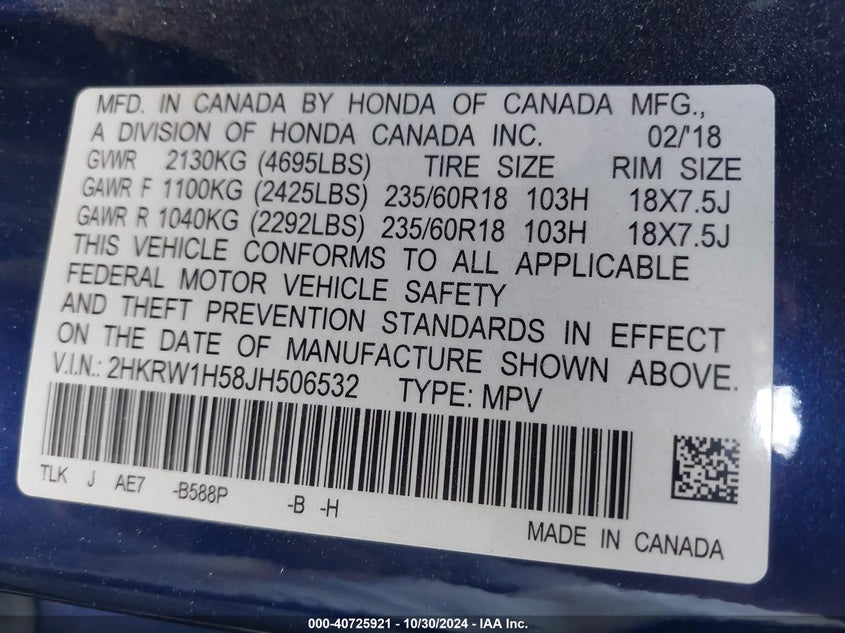 MFD. IN CANADA BY HONDA OF CANADA MFG.,
A DIVISION OF HONDA CANADA INC. 02/'18
GVWR 2130KG (4695LBS) TIRE SIZE RIM SIZE
GAWR F 1100KG (2425LBS) 235/60R18 103H 18X7.5J
GAWR R 1040KG (2292LBS) 235/60R18 103H 18X7.5J
THIS VEHICLE CONFORMS TO ALL APPLICABLE
FEDERAL MOTOR VEHICLE SAFETY
AND THEFT PREVENTION STANDARDS IN EFFECT
ON THE DATE OF MANUFACTURE SHOWN ABOVE.
V.I.N.: 2HKRW1H58JH506532 TYPE: MPV
TLK J AE7 -B588P -B -H
MADE IN CANADA
000-40725921 - 10/30/2024 - IAA Inc.